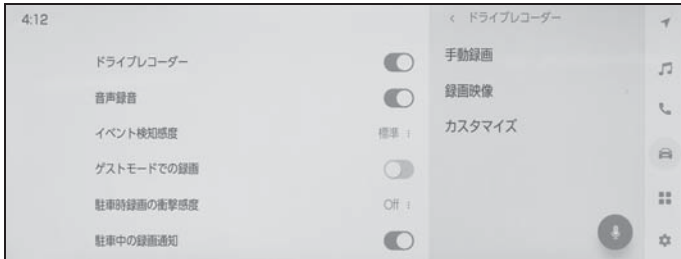 4:12
ドライブレコーダー
音声録音
イベント検知感度 標準
ゲストモードでの録画
駐車時録画の衝撃感度 Off
駐車中の録画通知
< ドライブレコーダー
手動録画
録画映像
カスタマイズ